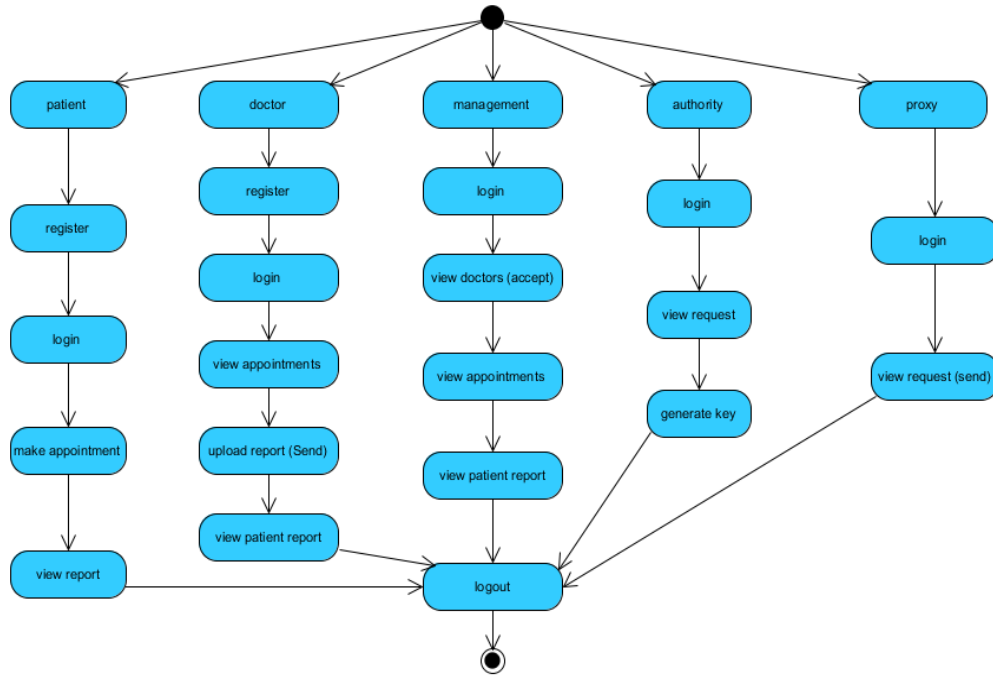 patient
doctor
management
authority
proxy
register
login
make appointment
view report
register
login
view appointments
upload report (Send)
view patient report
login
view doctors (accept)
view appointments
view patient report
login
view request
generate key
login
view request (send)
logout